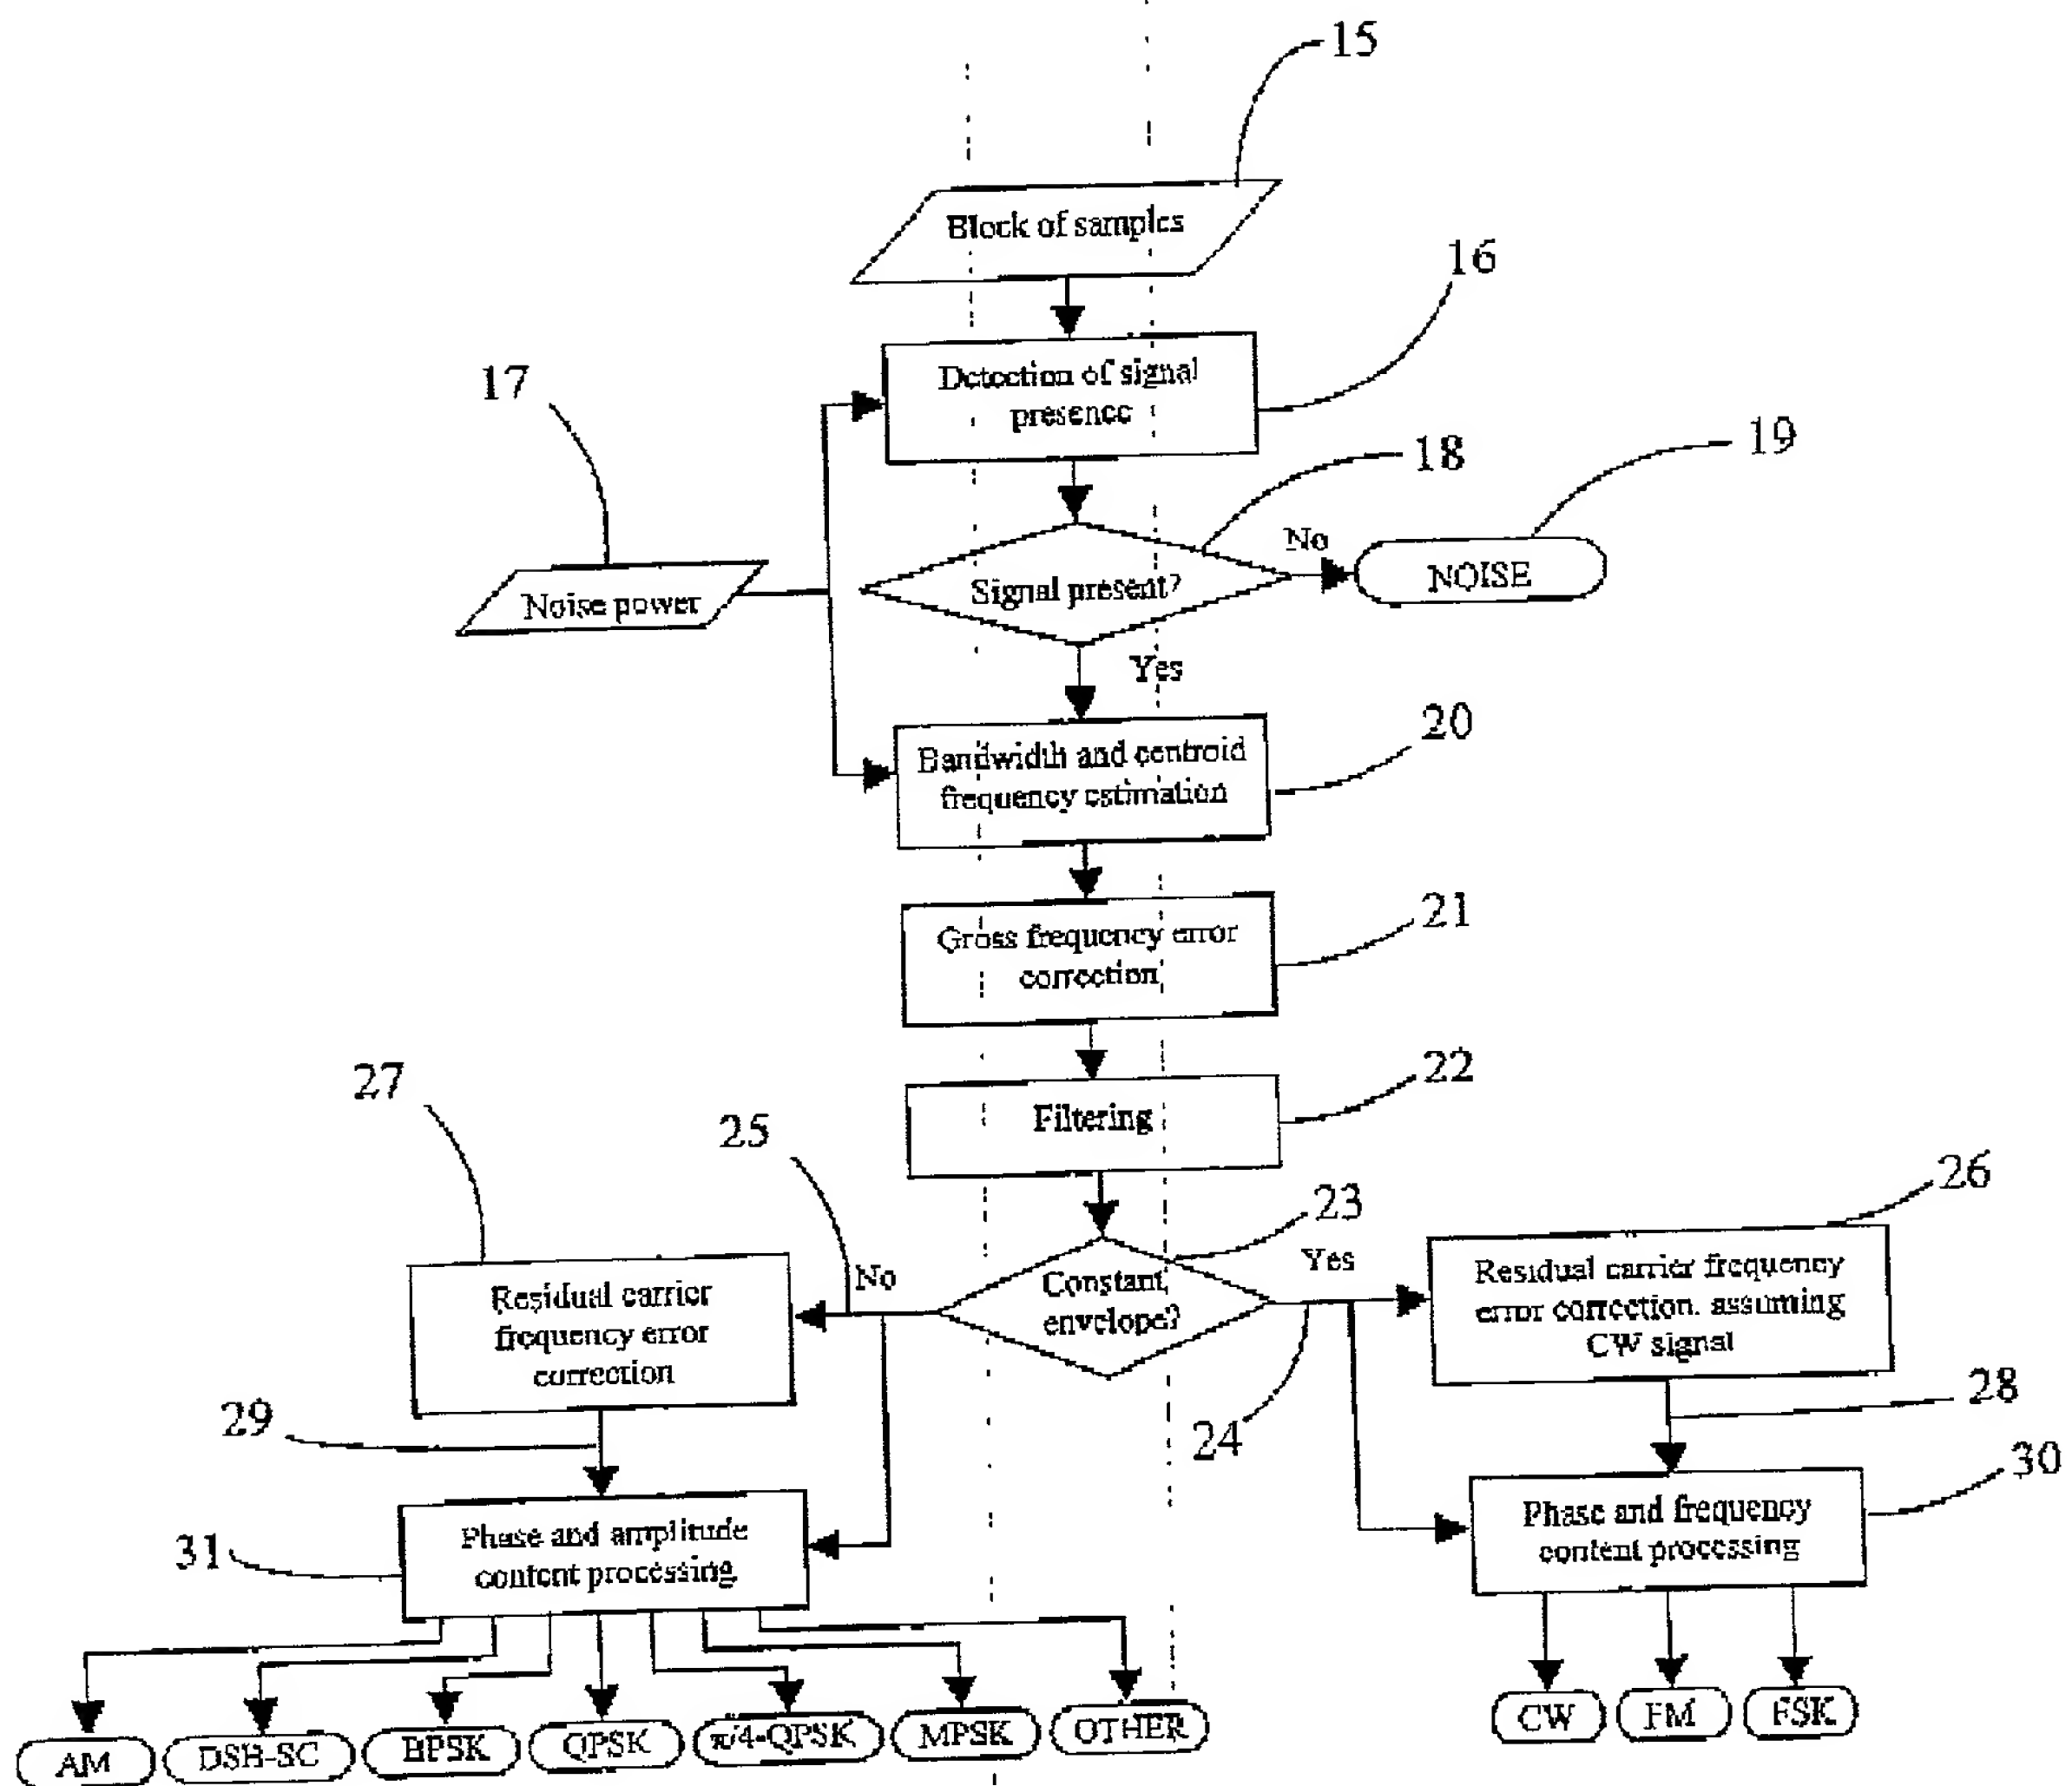 15
Block of samples
16
Detection of signal
presence
17
18
19
No
Signal present?
NOISE
Noise power
Yes
20
Bandwidth and centroid
frequency estimation
21
Gross frequency error
correction
22
Filtering
27
25
23
26
No
Yes
Constant
envelope?
Residual carrier
frequency error
correction
Residual carrier frequency
error correction. assuming
CW signal
29
24
28
30
Phase and amplitude
content processing
31
Phase and frequency
content processing
AM
DSB-SC
BPSK
QPSK
π/4-QPSK
MPSK
OTHER
CW
FM
FSK